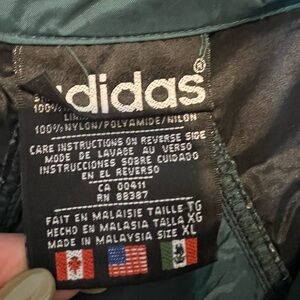 adidas
100%
100% NYLON/POLYAMIDE/NILON
CARE INSTRUCTIONS ON REVERSE SIDE
MODE DE LAVAGE AU VERSO
INSTRUCCIONES SOBRE CUIDADO
EN EL REVERSO
CA 00411
RN 88387
FAIT EN MALAISIE TAILLE TG
HECHO EN MALASIA TALLA XG
MADE IN MALAYSIA SIZE XL